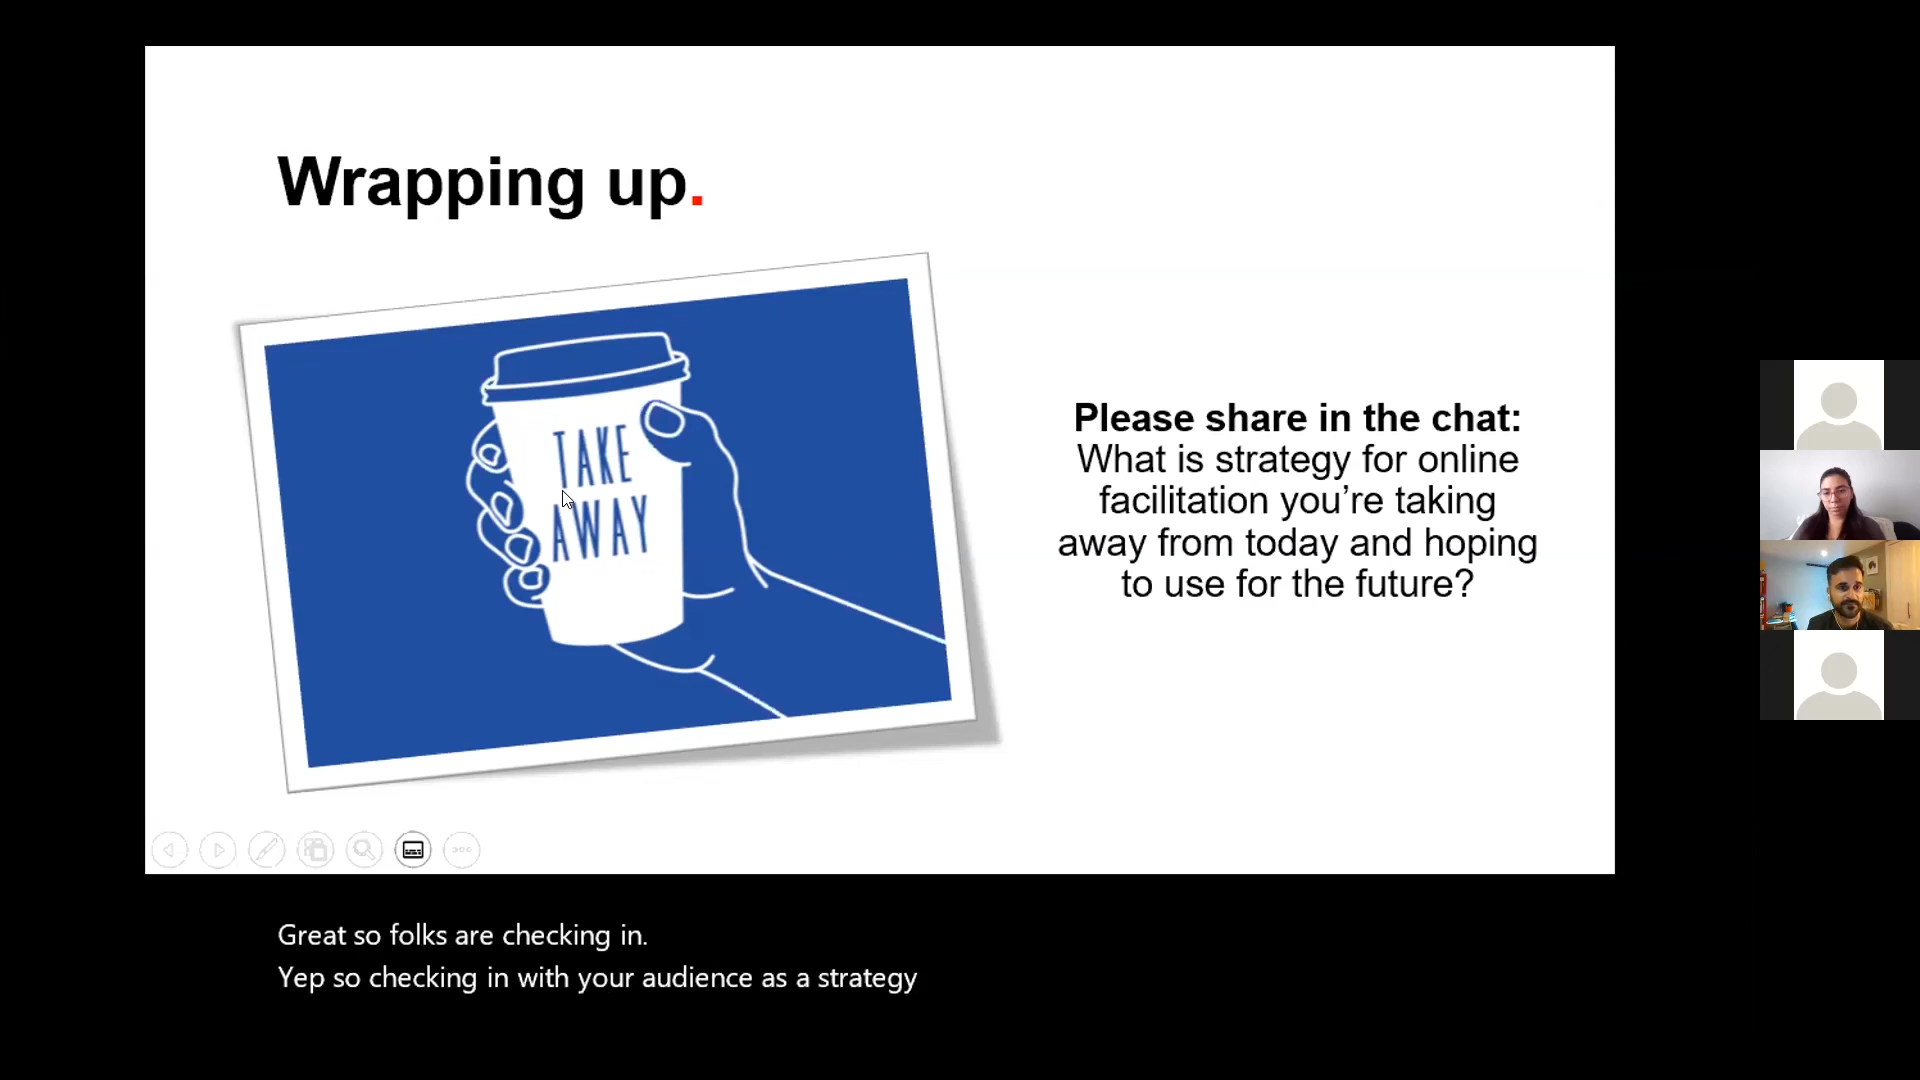 Wrapping up.
TAKE
AWAY
Please share in the chat:
What is strategy for online
facilitation you’re taking
away from today and hoping
to use for the future?
Great so folks are checking in.
Yep so checking in with your audience as a strategy